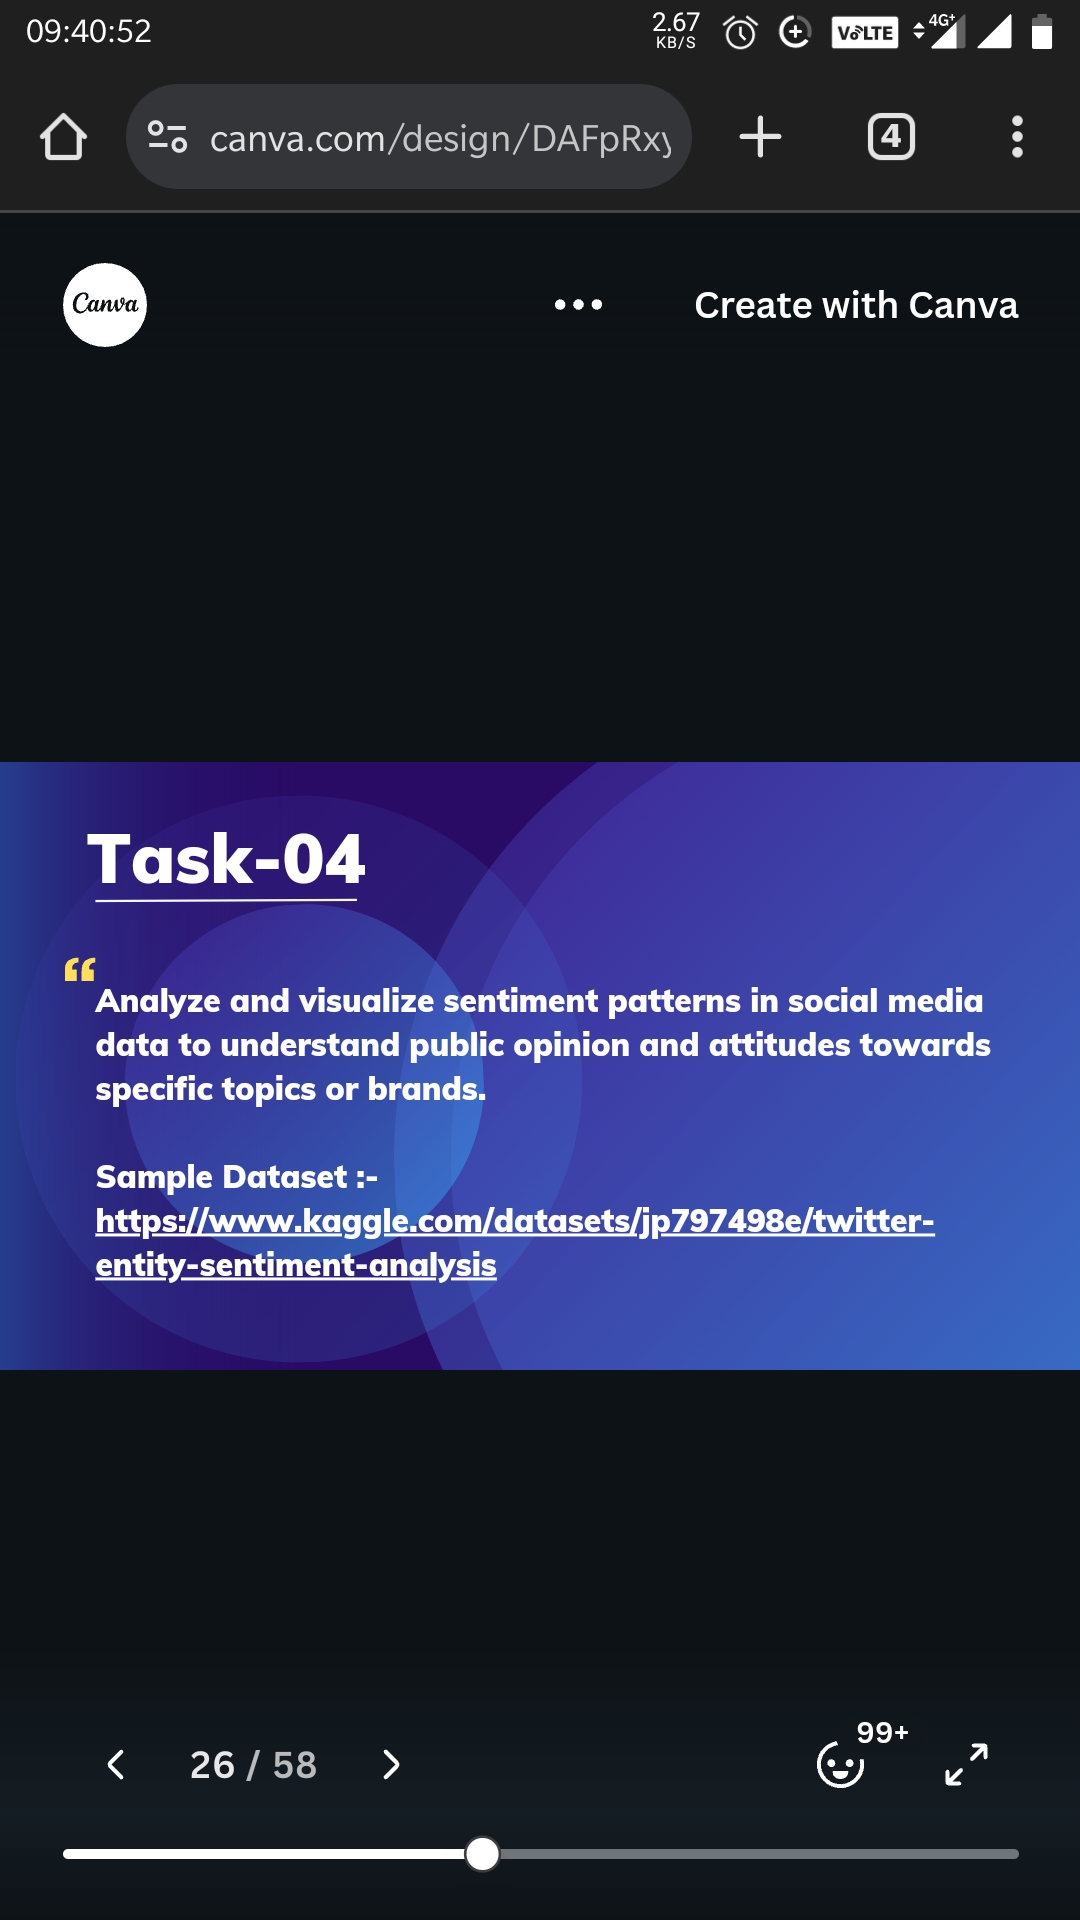 09:40:52
2.67
KB/S
VoLTE
4G+
canva.com/design/DAFpRxy
4
Canva
Create with Canva
Task-04
“
Analyze and visualize sentiment patterns in social media
data to understand public opinion and attitudes towards
specific topics or brands.
Sample Dataset :-
https://www.kaggle.com/datasets/jp797498e/twitter-
entity-sentiment-analysis
99+
26 / 58